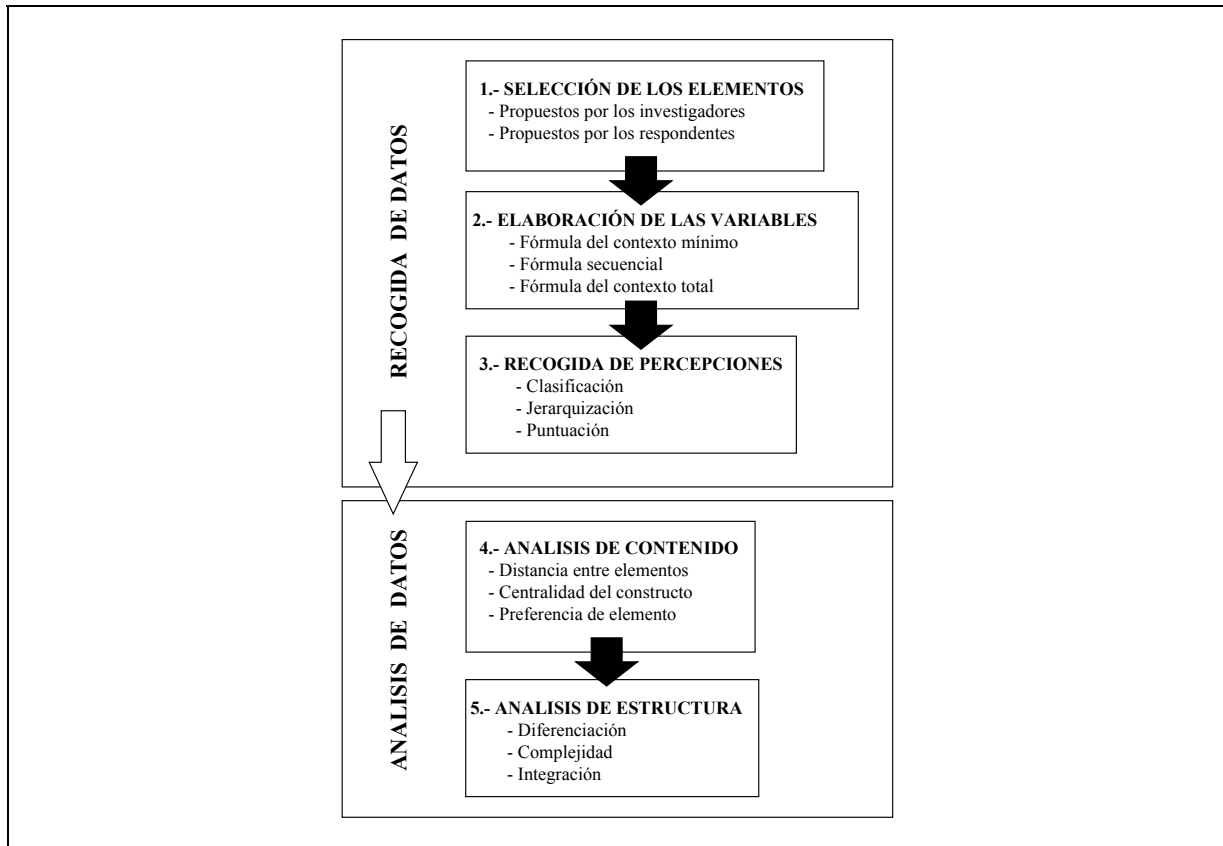 RECOGIDA DE DATOS
1.- SELECCIÓN DE LOS ELEMENTOS
- Propuestos por los investigadores
- Propuestos por los respondentes
2.- ELABORACIÓN DE LAS VARIABLES
- Fórmula del contexto mínimo
- Fórmula secuencial
- Fórmula del contexto total
3.- RECOGIDA DE PERCEPCIONES
- Clasificación
- Jerarquización
- Puntuación
ANALISIS DE DATOS
4.- ANALISIS DE CONTENIDO
- Distancia entre elementos
- Centralidad del constructo
- Preferencia de elemento
5.- ANALISIS DE ESTRUCTURA
- Diferenciación
- Complejidad
- Integración